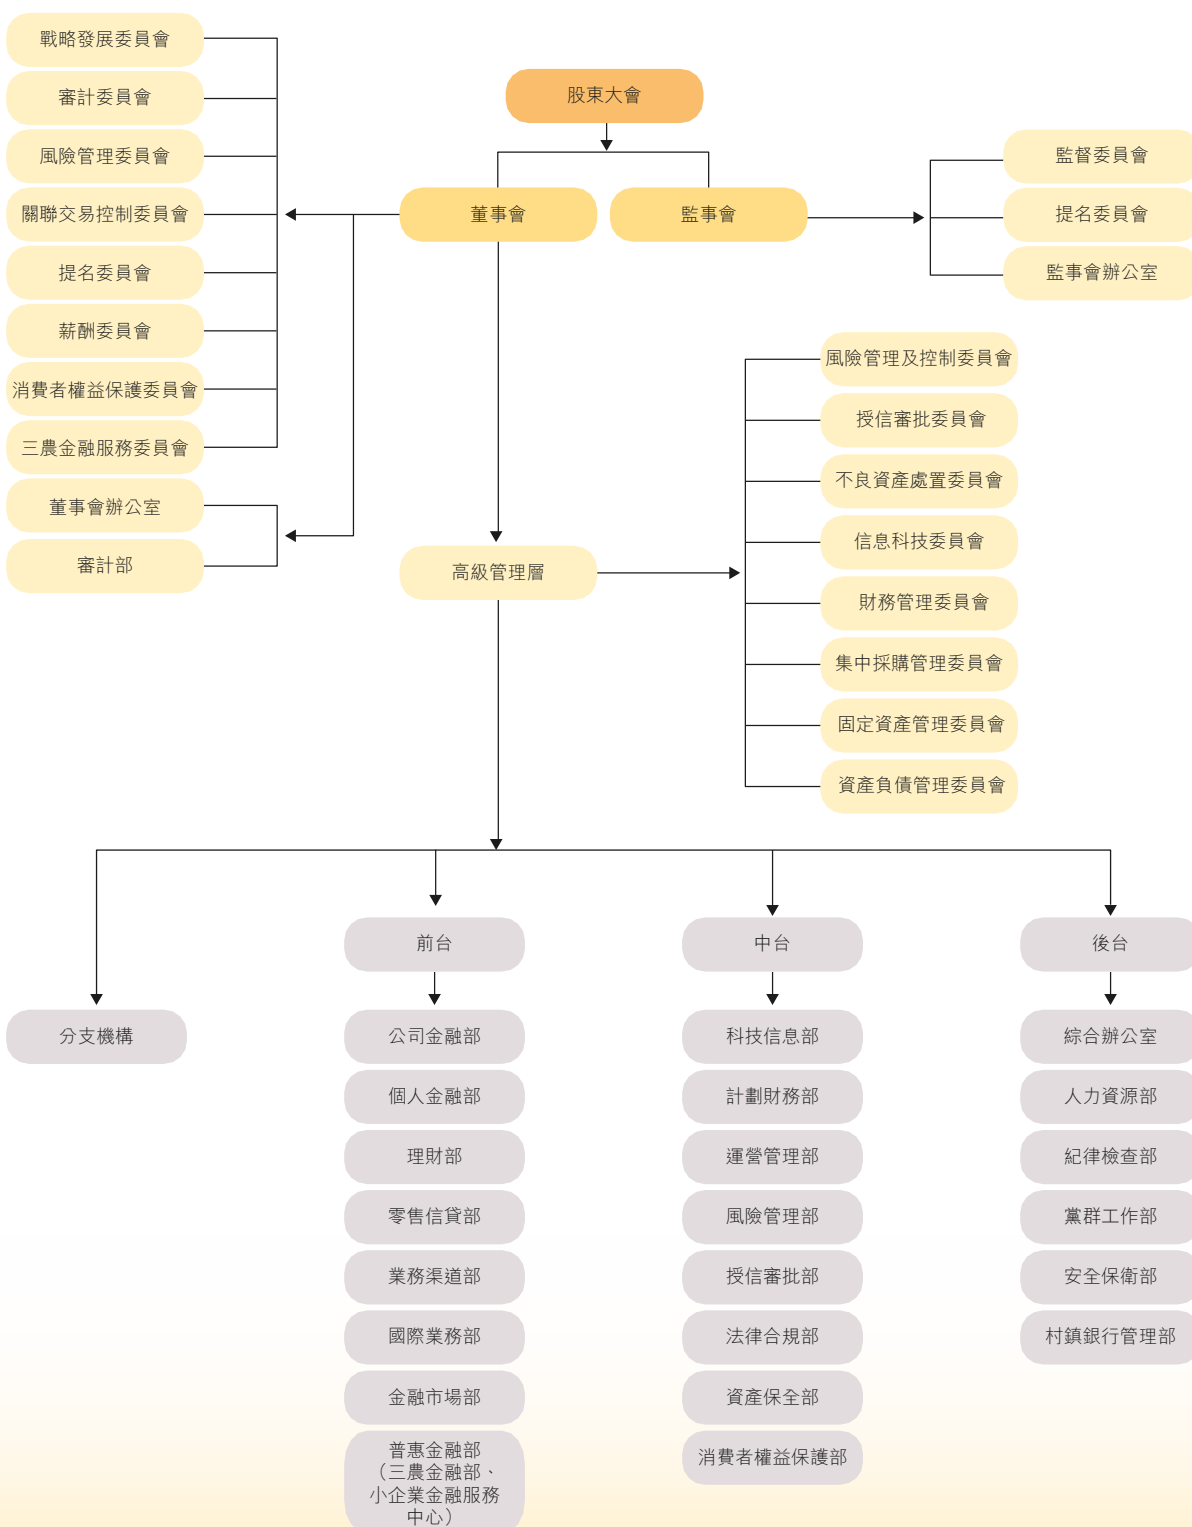 股東大會
董事會
監事會
戰略發展委員會
審計委員會
風險管理委員會
關聯交易控制委員會
提名委員會
薪酬委員會
消費者權益保護委員會
三農金融服務委員會
董事會辦公室
審計部
監督委員會
提名委員會
監事會辦公室
高級管理層
風險管理及控制委員會
授信審批委員會
不良資產處置委員會
信息科技委員會
財務管理委員會
集中採購管理委員會
固定資產管理委員會
資產負債管理委員會
分支機構
前台
公司金融部
個人金融部
理財部
零售信貸部
業務渠道部
國際業務部
金融市場部
普惠金融部
（三農金融部、
小企業金融服務
中心）
中台
科技信息部
計劃財務部
運營管理部
風險管理部
授信審批部
法律合規部
資產保全部
消費者權益保護部
後台
綜合辦公室
人力資源部
紀律檢查部
黨群工作部
安全保衛部
村鎮銀行管理部